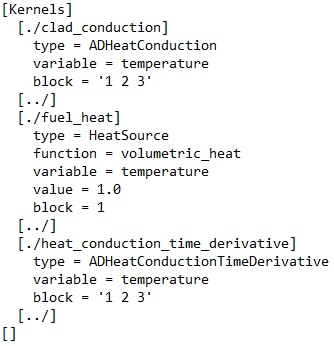 [Kernels]
  [./clad_conduction]
    type = ADHeatConduction
    variable = temperature
    block = '1 2 3'
  [../]
  [./fuel_heat]
    type = HeatSource
    function = volumetric_heat
    variable = temperature
    value = 1.0
    block = 1
  [../]
  [./heat_conduction_time_derivative]
    type = ADHeatConductionTimeDerivative
    variable = temperature
    block = '1 2 3'
  [../]
[]